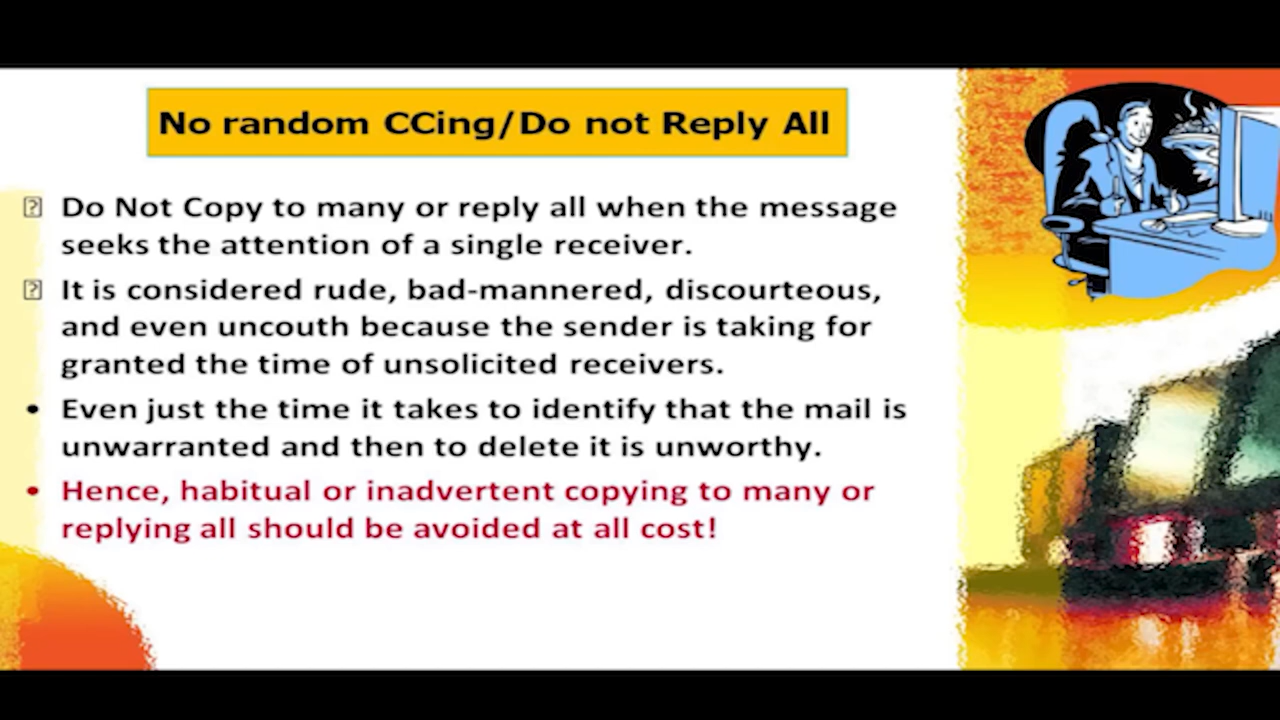 No random CCing/Do not Reply All
Do Not Copy to many or reply all when the message
seeks the attention of a single receiver.
It is considered rude, bad-mannered, discourteous,
and even uncouth because the sender is taking for
granted the time of unsolicited receivers.
• Even just the time it takes to identify that the mail is
unwarranted and then to delete it is unworthy.
• Hence, habitual or inadvertent copying to many or
replying all should be avoided at all cost!